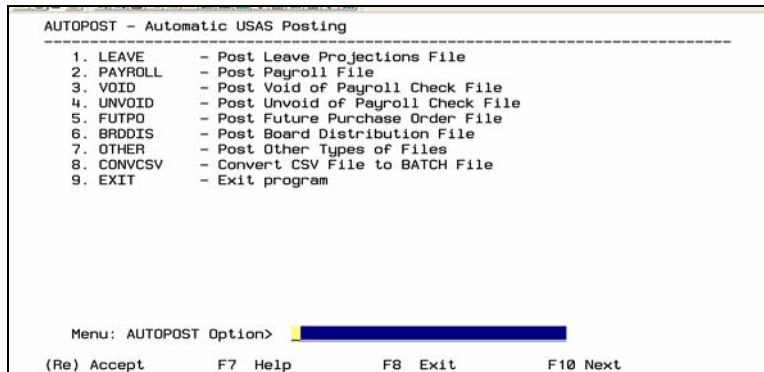 AUTOPOST - Automatic USAS Posting
1. LEAVE - Post Leave Projections File
2. PAYROLL - Post Payroll File
3. VOID - Post Void of Payroll Check File
4. UNVOID - Post Unvoid of Payroll Check File
5. FUTPO - Post Future Purchase Order File
6. BRDDIS - Post Board Distribution File
7. OTHER - Post Other Types of Files
8. CONVCSV - Convert CSV File to BATCH File
9. EXIT - Exit program
Menu: AUTOPOST Option> _
(Re) Accept F7 Help F8 Exit F10 Next